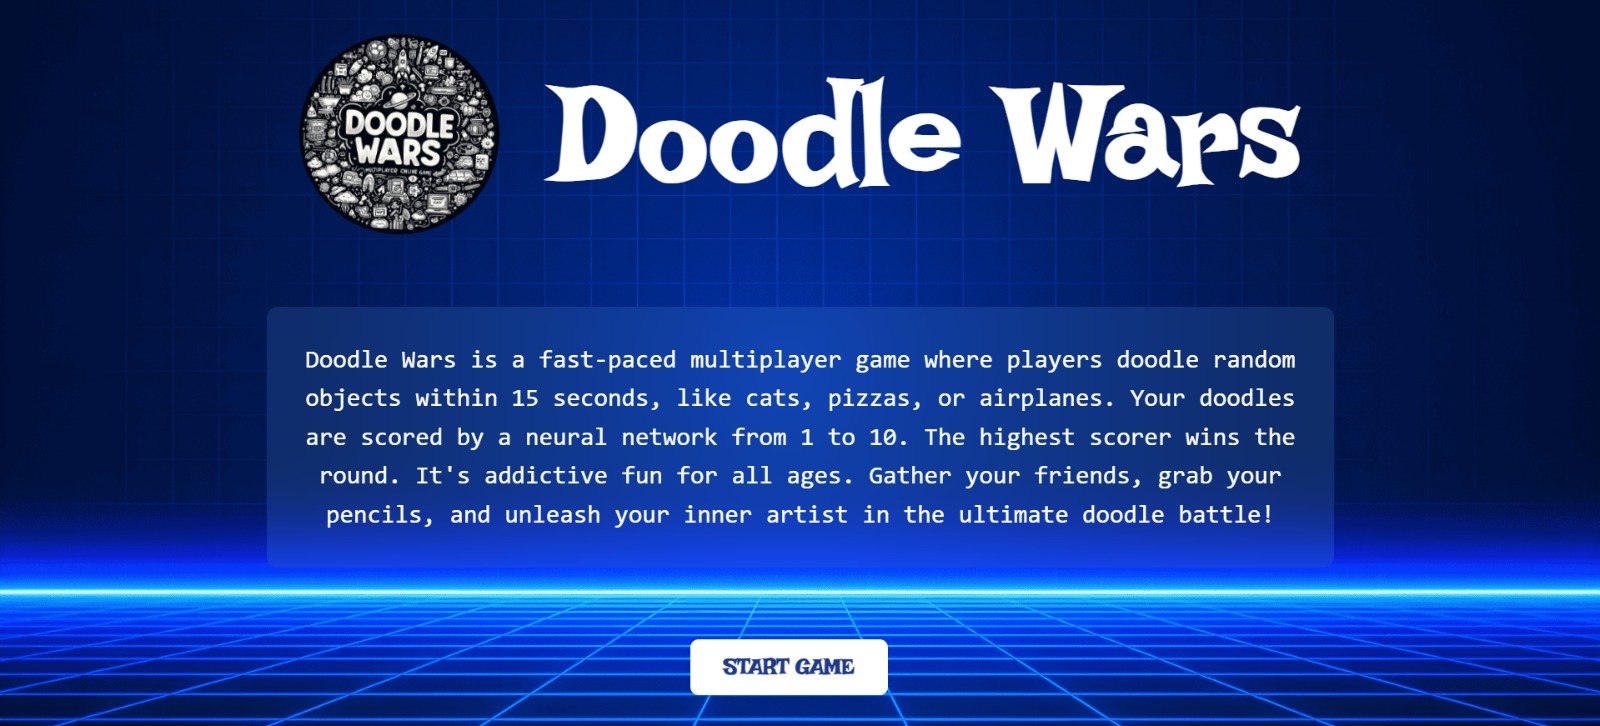 DOODLE
WARS
MULTIPLAYER ONLINE GAME
Doodle Wars
Doodle Wars is a fast-paced multiplayer game where players doodle random
objects within 15 seconds, like cats, pizzas, or airplanes. Your doodles
are scored by a neural network from 1 to 10. The highest scorer wins the
round. It's addictive fun for all ages. Gather your friends, grab your
pencils, and unleash your inner artist in the ultimate doodle battle!
START GAME